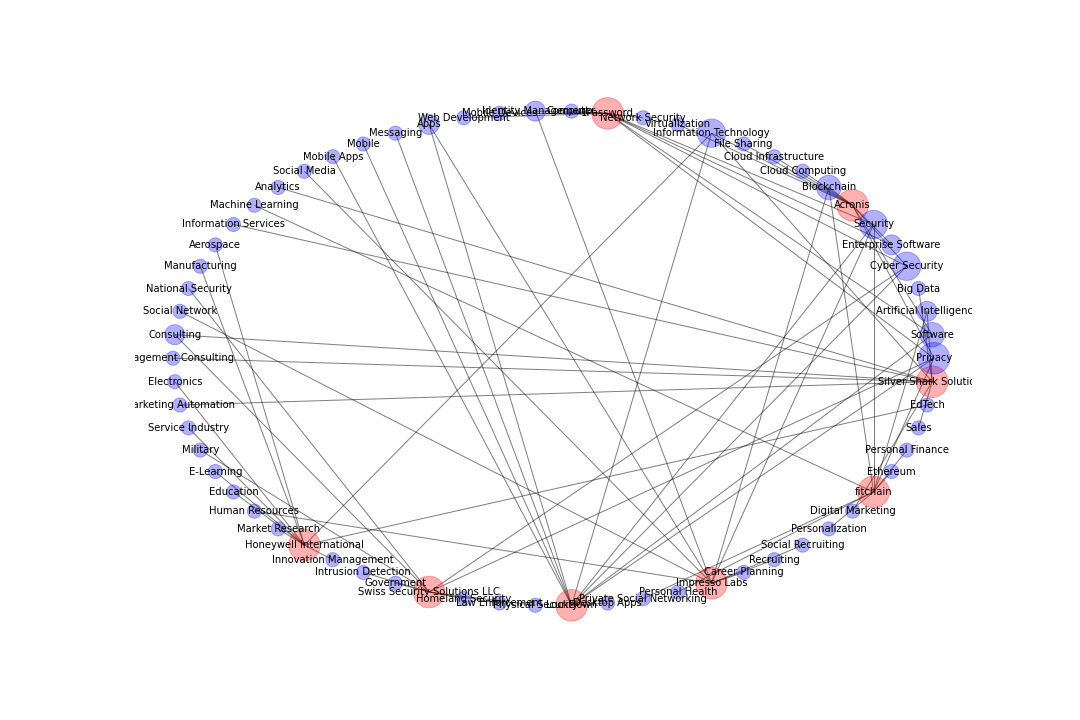 Identity Management
Computer
Mobile Devices
Password
Web Development
Network Security
Apps
Virtualization
Messaging
Information Technology
Mobile
File Sharing
Mobile Apps
Cloud Infrastructure
Social Media
Cloud Computing
Analytics
Blockchain
Machine Learning
Acronis
Information Services
Security
Aerospace
Enterprise Software
Manufacturing
Cyber Security
National Security
Big Data
Social Network
Artificial Intelligenc
Consulting
Software
agement Consulting
Privacy
Electronics
Silver Shark Solutic
arketing Automation
EdTech
Service Industry
Sales
Military
Personal Finance
E-Learning
Ethereum
Education
fitchain
Human Resources
Digital Marketing
Market Research
Personalization
Honeywell International
Social Recruiting
Innovation Management
Recruiting
Intrusion Detection
Career Planning
Government
Impresso Labs
Swiss Security Solutions LLC
Personal Health
Homeland Security
Private Social Networking
Law Enforcement
Desktop Apps
Physical Security